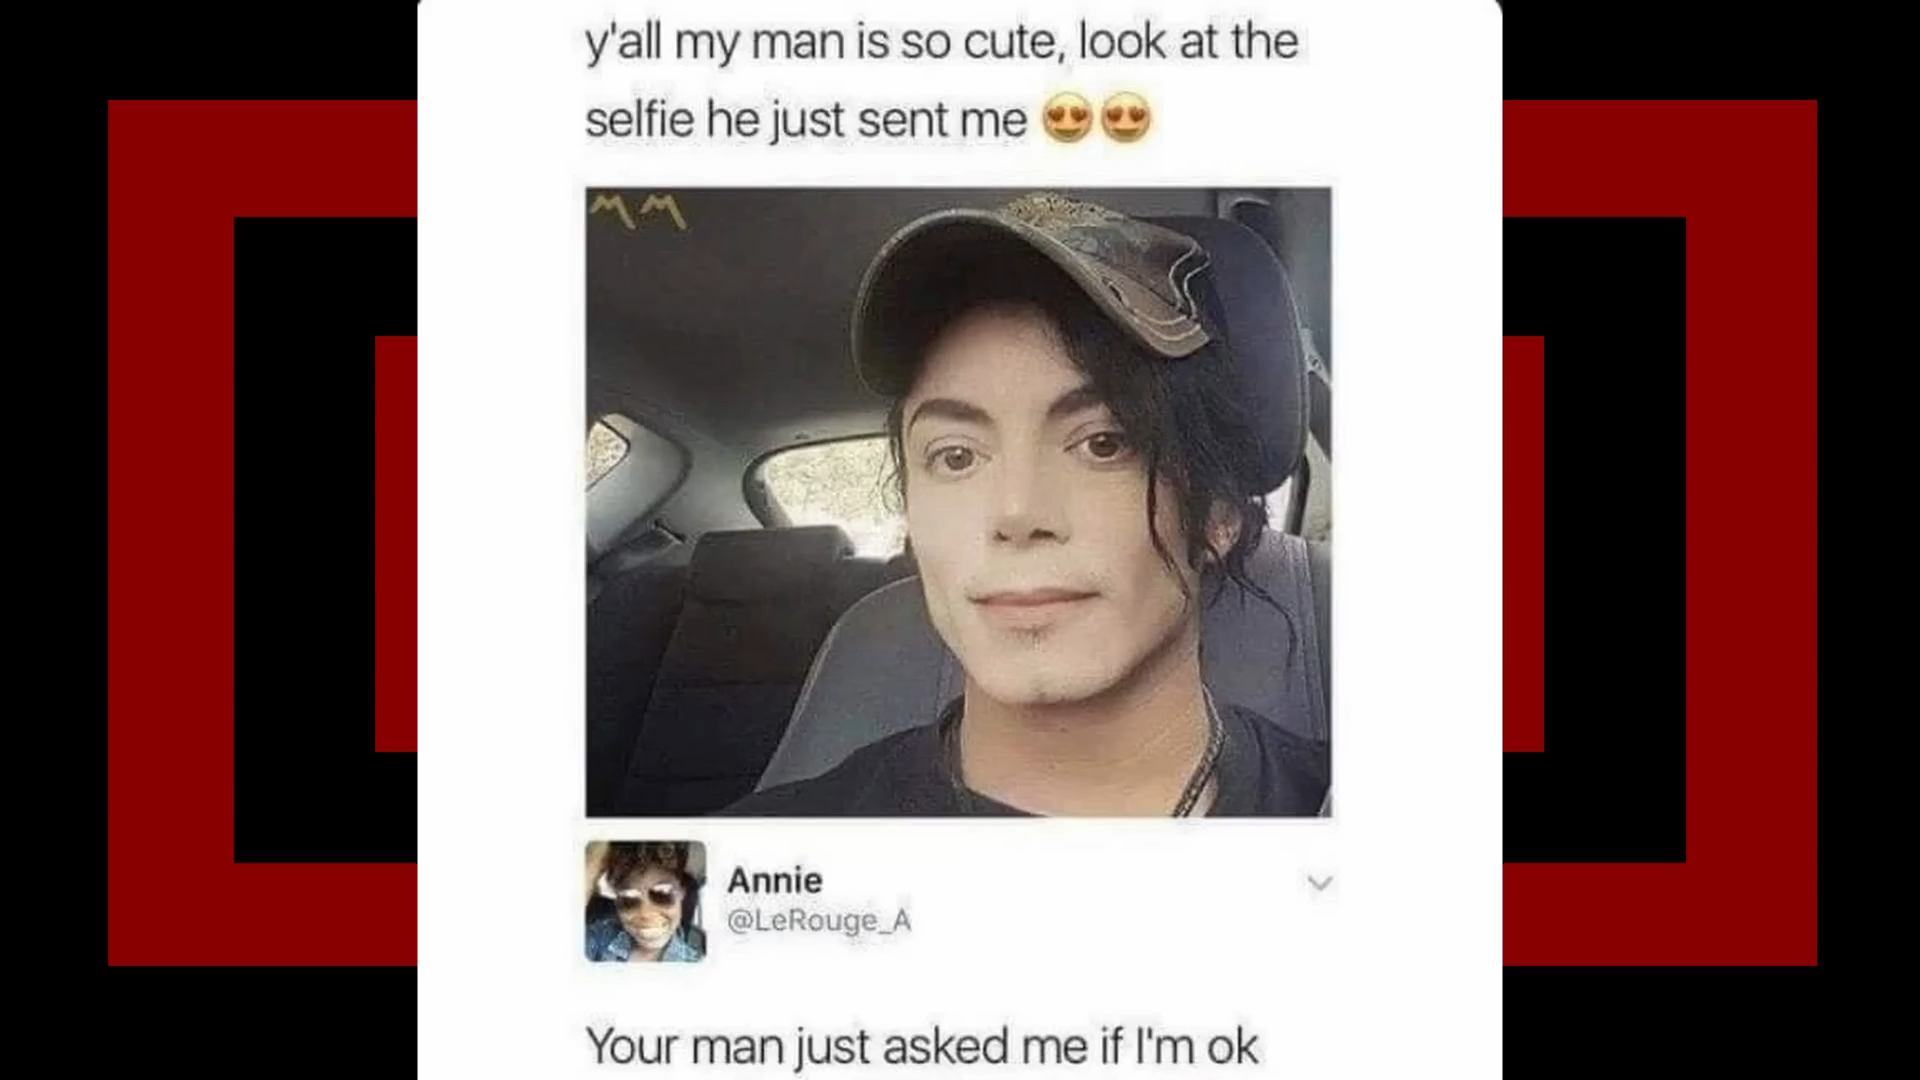 y'all my man is so cute, look at the
selfie he just sent me 😍😍
Annie
@LeRouge_A
Your man just asked me if I'm ok